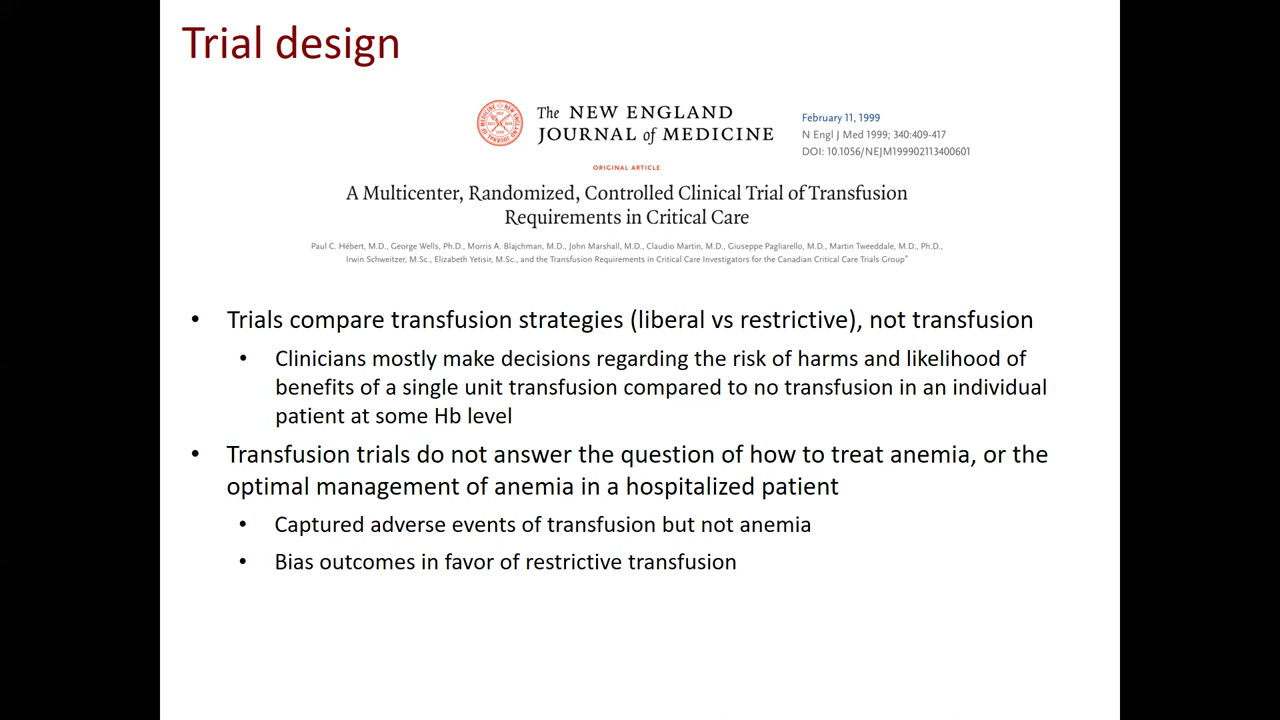 Trial design
The NEW ENGLAND
JOURNAL of MEDICINE
February 11, 1999
N Engl J Med 1999; 340:409-417
DOI: 10.1056/NEJM199902113400601
ORIGINAL ARTICLE
A Multicenter, Randomized, Controlled Clinical Trial of Transfusion
Requirements in Critical Care
Paul C. Hébert, M.D., George Wells, Ph.D., Morris A. Blajchman, M.D., John Marshall, M.D., Claudio Martin, M.D., Giuseppe Pagliarello, M.D., Martin Tweeddale, M.D., Ph.D.,
Irwin Schweitzer, M.Sc., Elizabeth Yetisir, M.Sc., and the Transfusion Requirements in Critical Care Investigators for the Canadian Critical Care Trials Group*
• Trials compare transfusion strategies (liberal vs restrictive), not transfusion
• Clinicians mostly make decisions regarding the risk of harms and likelihood of
benefits of a single unit transfusion compared to no transfusion in an individual
patient at some Hb level
• Transfusion trials do not answer the question of how to treat anemia, or the
optimal management of anemia in a hospitalized patient
• Captured adverse events of transfusion but not anemia
• Bias outcomes in favor of restrictive transfusion